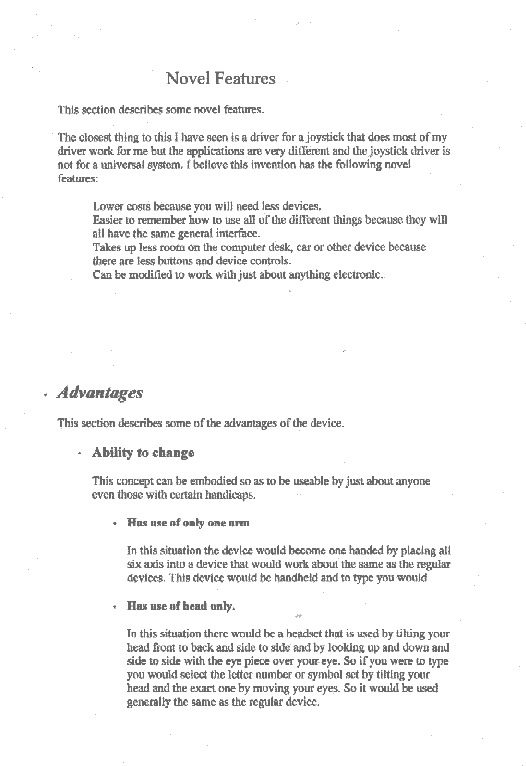 Novel Features
This section describes some novel features.
The closest thing to this I have seen is a driver for a joystick that does most of my
driver work for me but the applications are very different and the joystick driver is
not for a universal system. I believe this invention has the following novel
features:
Lower costs because you will need less devices.
Easier to remember how to use all of the different things because they will
all have the same general interface.
Takes up less room on the computer desk, car or other device because
there are less buttons and device controls.
Can be modified to work with just about anything electronic.
Advantages
This section describes some of the advantages of the device.
• Ability to change
This concept can be embodied so as to be useable by just about anyone
even those with certain handicaps.
• Has use of only one arm
In this situation the device would become one handed by placing all
six axis into a device that would work about the same as the regular
devices. This device would be handheld and to type you would
• Has use of head only.
In this situation there would be a headset that is used by tilting your
head front to back and side to side and by looking up and down and
side to side with the eye piece over your eye. So if you were to type
you would select the letter number or symbol set by tilting your
head and the exact one by moving your eyes. So it would be used
generally the same as the regular device.